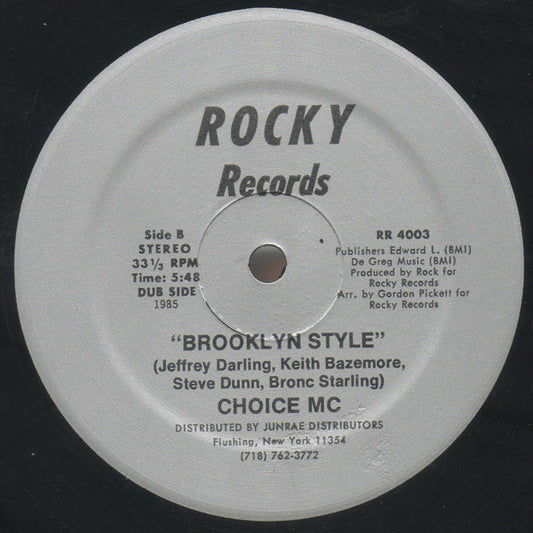 ROCKY
Records
Side B
STEREO
33 1/3 RPM
Time: 5:48
DUB SIDE
1985
RR 4003
Publishers Edward L. (BMI)
De Greg Music (BMI)
Produced by Rock for
Rocky Records
Arr. by Gordon Pickett for
Rocky Records
"BROOKLYN STYLE"
(Jeffrey Darling, Keith Bazemore,
Steve Dunn, Bronc Starling)
CHOICE MC
DISTRIBUTED BY JUNRAE DISTRIBUTORS
Flushing, New York 11354
(718) 762-3772